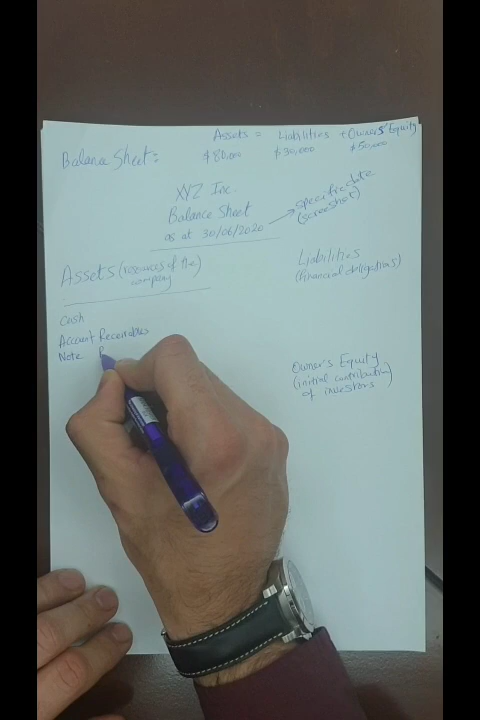 Assets = Liabilities + Owner's Equity
Balance Sheet: $80,000 $30,000 $50,000
XYZ Inc.
Balance Sheet
as at 30/06/2020
specific date
(screeshot)
Assets (resources of the
company)
Liabilities
(financial obligations)
Cash
Account Receivables
Note R
Owner's Equity
(initial contribution
of investors